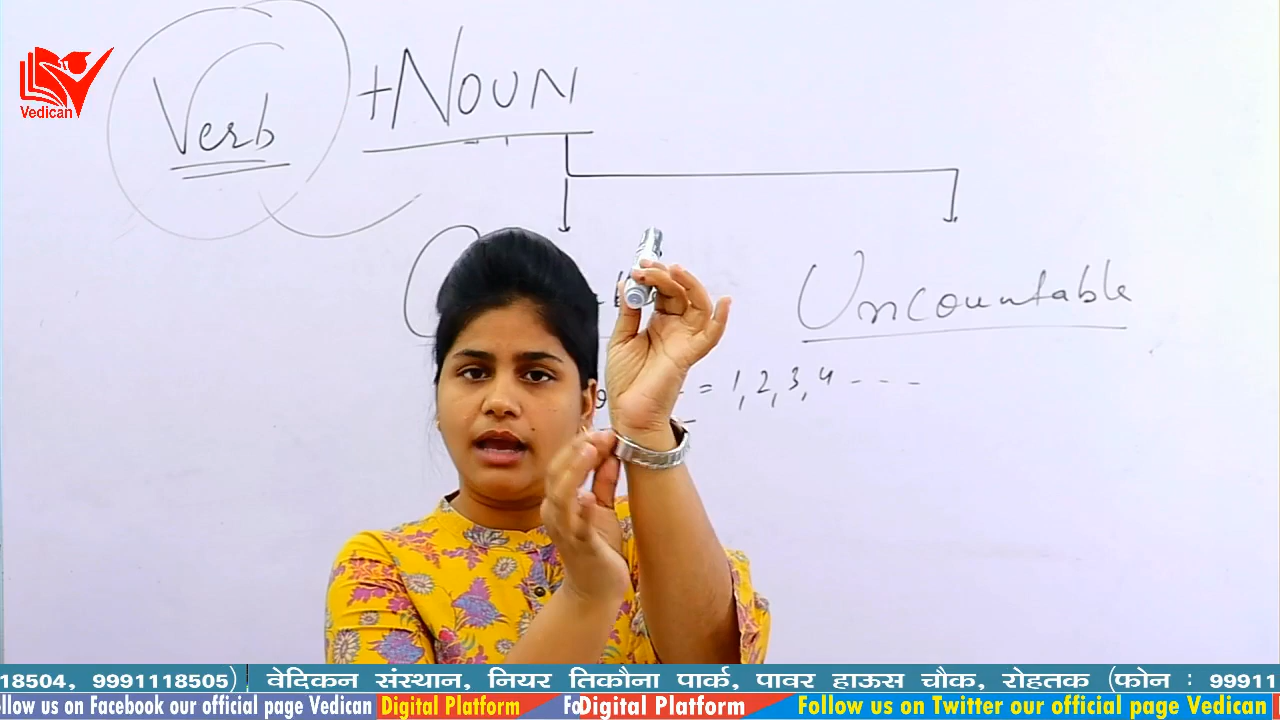 Vedican
Verb + Noun
Uncountable
= 1, 2, 3, 4 - - -
18504, 9991118505) | वेदिकन संस्थान, नियर तिकौना पार्क, पावर हाऊस चौक, रोहतक (फोन : 99911
llow us on Facebook our official page Vedican Digital Platform Fo Digital Platform Follow us on Twitter our official page Vedican